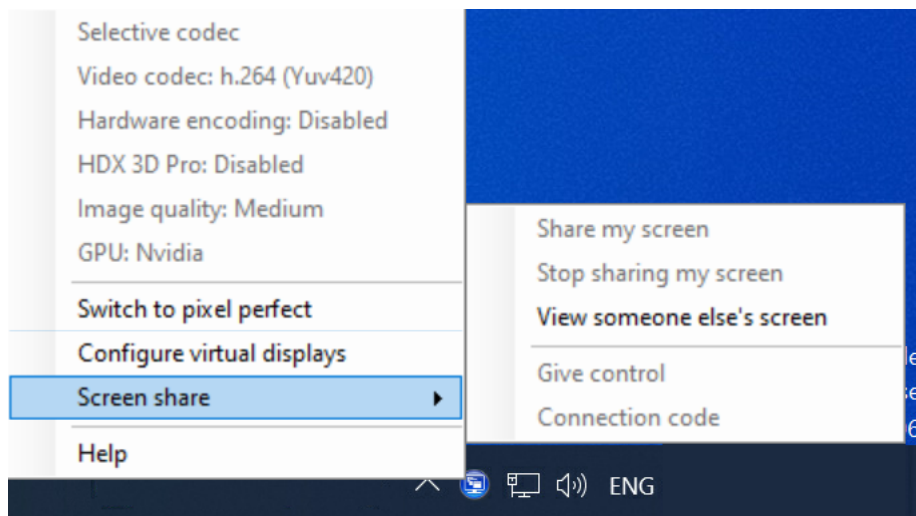 Selective codec
Video codec: h.264 (Yuv420)
Hardware encoding: Disabled
HDX 3D Pro: Disabled
Image quality: Medium
GPU: Nvidia
Switch to pixel perfect
Configure virtual displays
Screen share
Help
Share my screen
Stop sharing my screen
View someone else's screen
Give control
Connection code
ENG